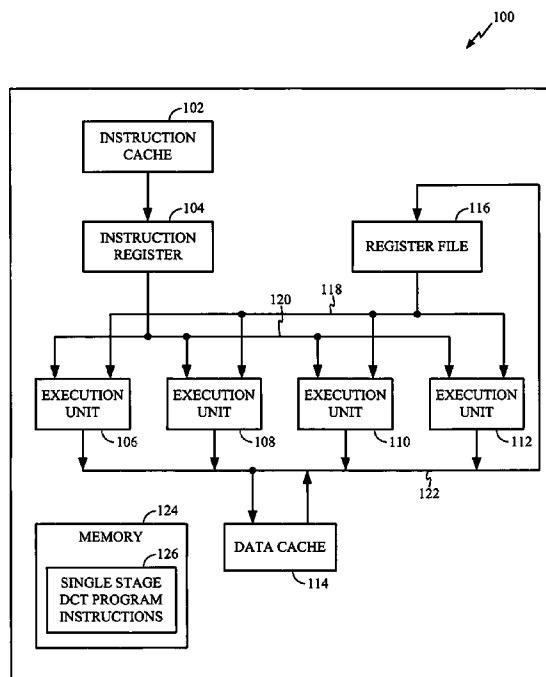 100
102
INSTRUCTION
CACHE
104
INSTRUCTION
REGISTER
116
REGISTER FILE
118
120
EXECUTION
UNIT
106
EXECUTION
UNIT
108
EXECUTION
UNIT
110
EXECUTION
UNIT
112
122
DATA CACHE
114
124
MEMORY
126
SINGLE STAGE
DCT PROGRAM
INSTRUCTIONS